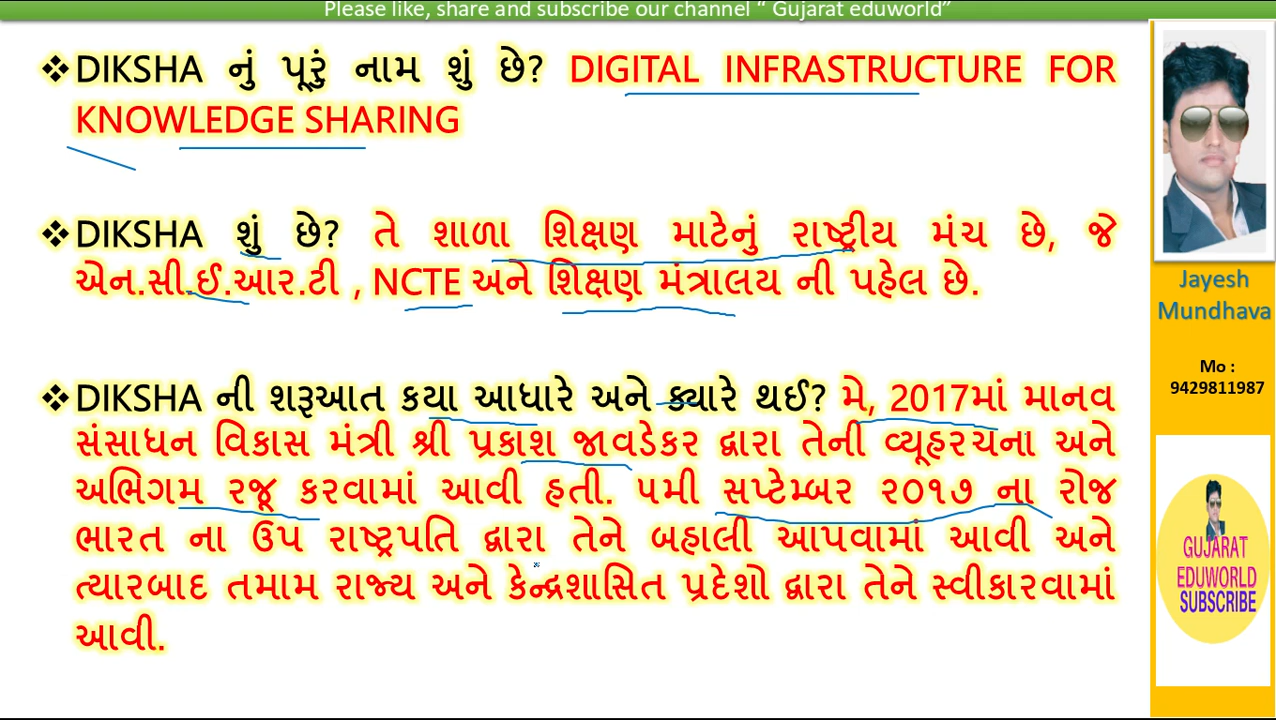 Please like, share and subscribe our channel “ Gujarat eduworld”
❖DIKSHA નું પૂરું નામ શું છે? DIGITAL INFRASTRUCTURE FOR
KNOWLEDGE SHARING
❖DIKSHA શું છે? તે શાળા શિક્ષણ માટેનું રાષ્ટ્રીય મંચ છે, જે
એન.સી.ઈ.આર.ટી , NCTE અને શિક્ષણ મંત્રાલય ની પહેલ છે.
❖DIKSHA ની શરૂઆત કયા આધારે અને ક્યારે થઈ? મે, 2017માં માનવ
સંસાધન વિકાસ મંત્રી શ્રી પ્રકાશ જાવડેકર દ્વારા તેની વ્યૂહરચના અને
અભિગમ રજૂ કરવામાં આવી હતી. ૫મી સપ્ટેમ્બર ૨૦૧૭ ના રોજ
ભારત ના ઉપ રાષ્ટ્રપતિ દ્વારા તેને બહાલી આપવામાં આવી અને
ત્યારબાદ તમામ રાજ્ય અને કેન્દ્રશાસિત પ્રદેશો દ્વારા તેને સ્વીકારવામાં
આવી.
Jayesh
Mundhava
Mo :
9429811987
GUJARAT
EDUWORLD
SUBSCRIBE